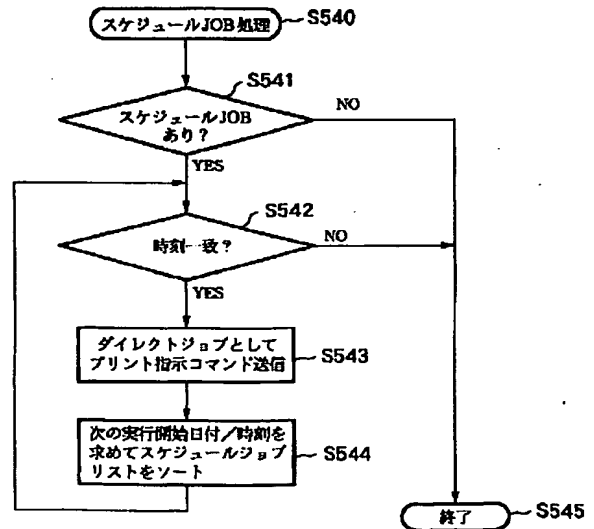 スケジュールJOB処理
S540
S541
スケジュールJOB
あり?
NO
YES
S542
時刻一致?
NO
YES
ダイレクトジョブとして
プリント指示コマンド送信
S543
次の実行開始日付/時刻を
求めてスケジュールジョブ
リストをソート
S544
終了
S545